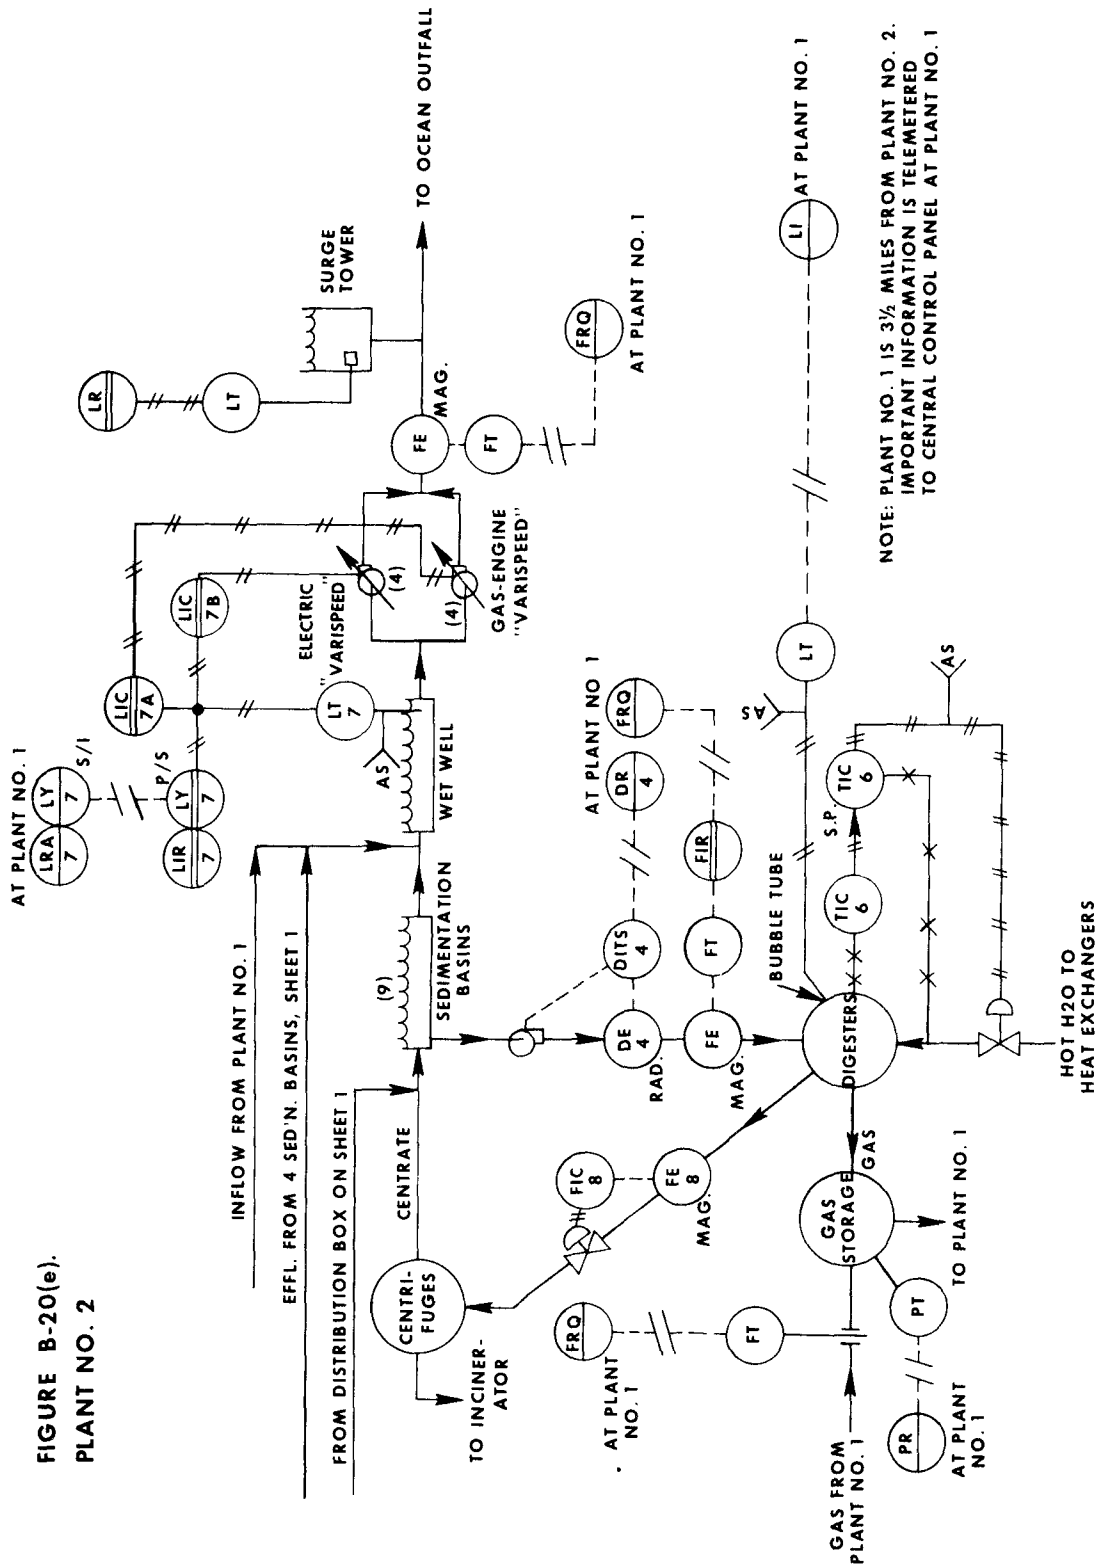 FIGURE B-20(e).
PLANT NO. 2
AT PLANT NO. 1
LRA
7
LY
7
S/I
LIR
7
LY
7
P/S
LIC
7A
LIC
7B
LT
7
AS
INFLOW FROM PLANT NO. 1
EFFL. FROM 4 SED'N. BASINS, SHEET 1
FROM DISTRIBUTION BOX ON SHEET 1
CENTRATE
CENTRI-
FUGES
TO INCINER-
ATOR
(9)
SEDIMENTATION
BASINS
WET WELL
ELECTRIC
"VARISPEED"
(4)
(4)
GAS-ENGINE
"VARISPEED"
LR
LT
SURGE
TOWER
FE
MAG.
TO OCEAN OUTFALL
FT
FRQ
AT PLANT NO. 1
DE
4
RAD.
DITS
4
DR
4
AT PLANT NO 1
FE
MAG.
FT
FIR
FRQ
FIC
8
FE
8
MAG.
FRQ
AT PLANT
NO. 1
FT
GAS FROM
PLANT NO. 1
GAS
STORAGE
GAS
TO PLANT NO. 1
PT
PR
AT PLANT
NO. 1
DIGESTERS
BUBBLE TUBE
TIC
6
S.P.
TIC
6
AS
LT
AS
LI
AT PLANT NO. 1
HOT H2O TO
HEAT EXCHANGERS
NOTE: PLANT NO. 1 IS 3½ MILES FROM PLANT NO. 2.
IMPORTANT INFORMATION IS TELEMETERED
TO CENTRAL CONTROL PANEL AT PLANT NO. 1